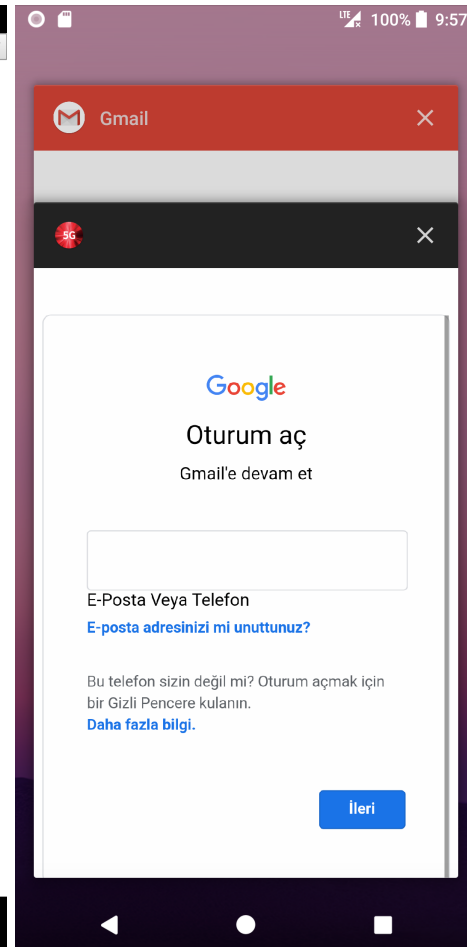 LTE 100% 9:57
Gmail
5G
Google
Oturum aç
Gmail'e devam et
E-Posta Veya Telefon
E-posta adresinizi mi unuttunuz?
Bu telefon sizin değil mi? Oturum açmak için
bir Gizli Pencere kulanın.
Daha fazla bilgi.
İleri